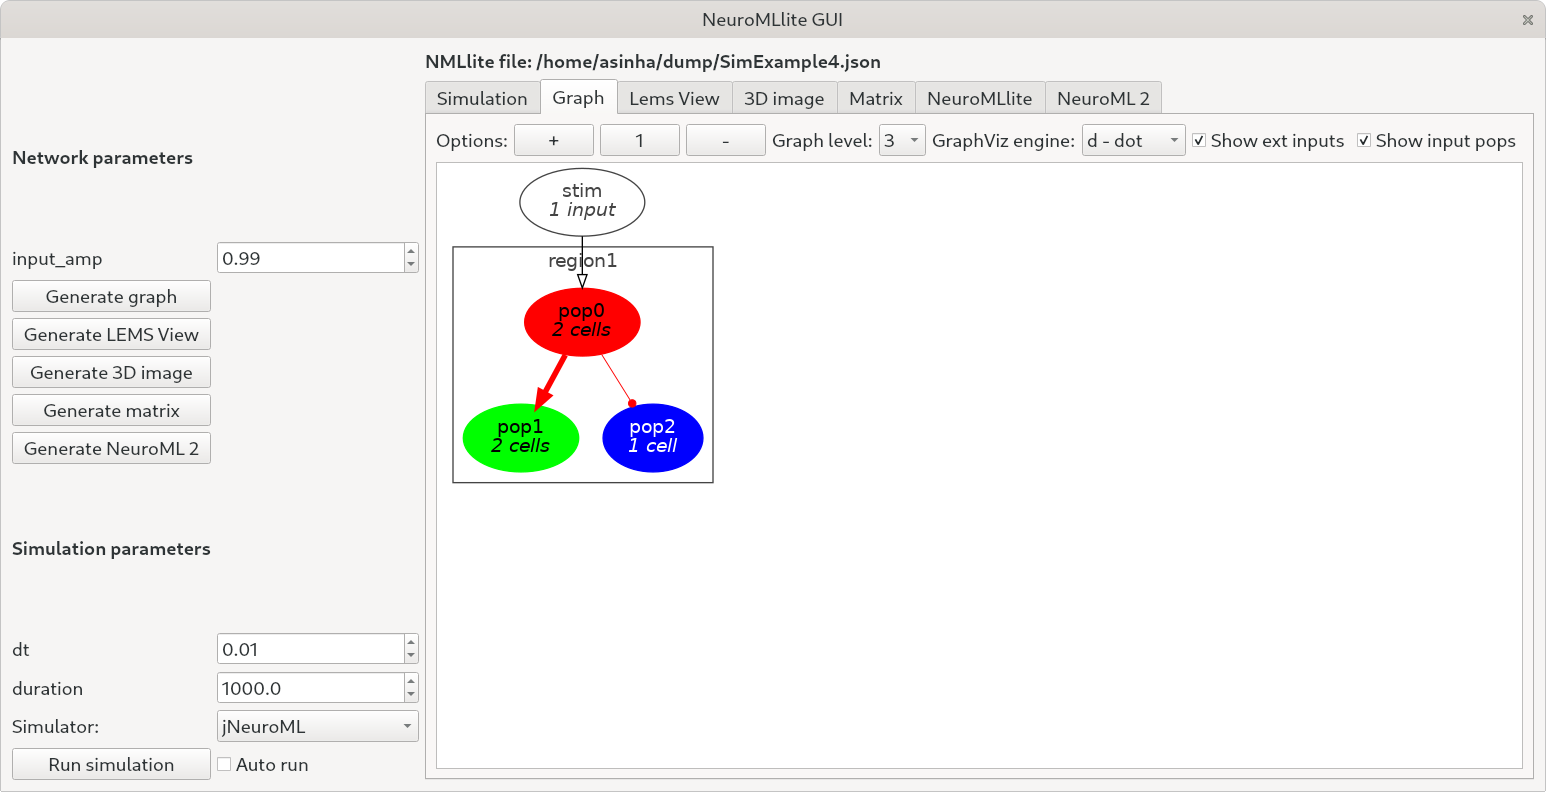 NeuroMLlite GUI
NMLlite file: /home/asinha/dump/SimExample4.json
Simulation Graph Lems View 3D image Matrix NeuroMLlite NeuroML 2
Options: + 1 - Graph level: 3 GraphViz engine: d - dot Show ext inputs Show input pops
Network parameters
input_amp 0.99
Generate graph
Generate LEMS View
Generate 3D image
Generate matrix
Generate NeuroML 2
Simulation parameters
dt 0.01
duration 1000.0
Simulator: jNeuroML
Run simulation Auto run
stim
1 input
region1
pop0
2 cells
pop1
2 cells
pop2
1 cell